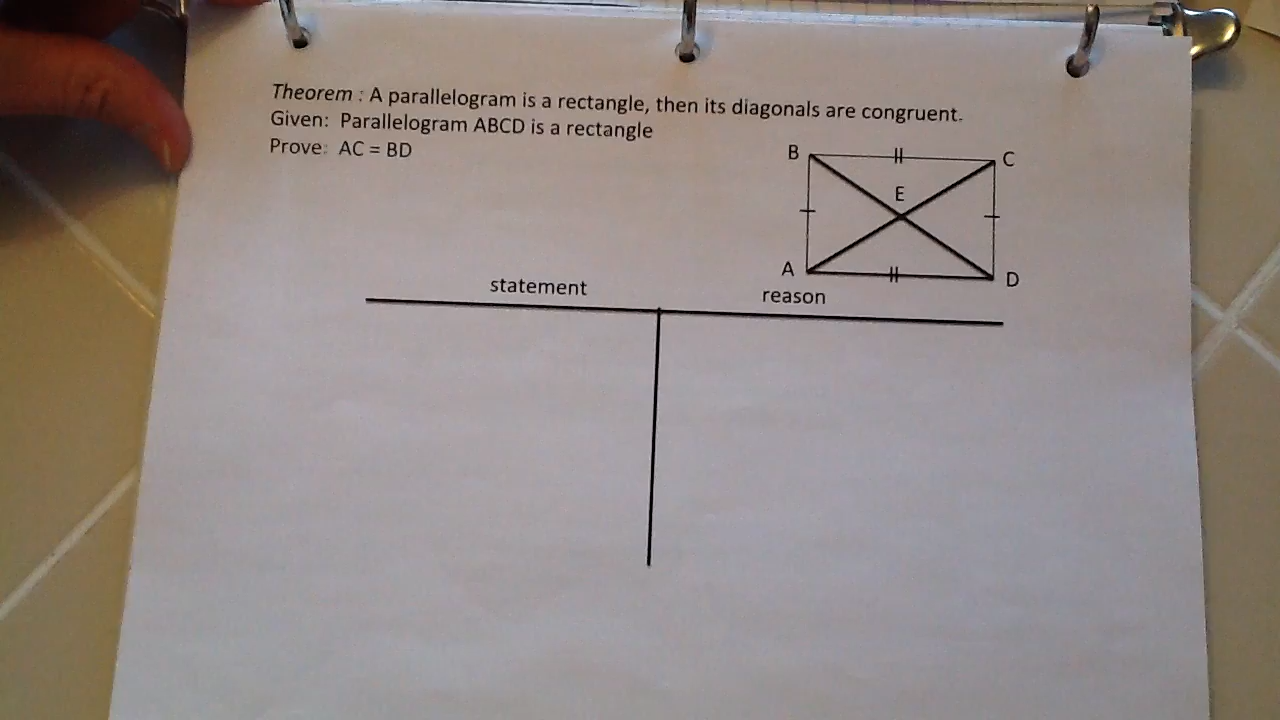 Theorem : A parallelogram is a rectangle, then its diagonals are congruent.
Given: Parallelogram ABCD is a rectangle
Prove: AC = BD
B
C
E
A
D
statement
reason